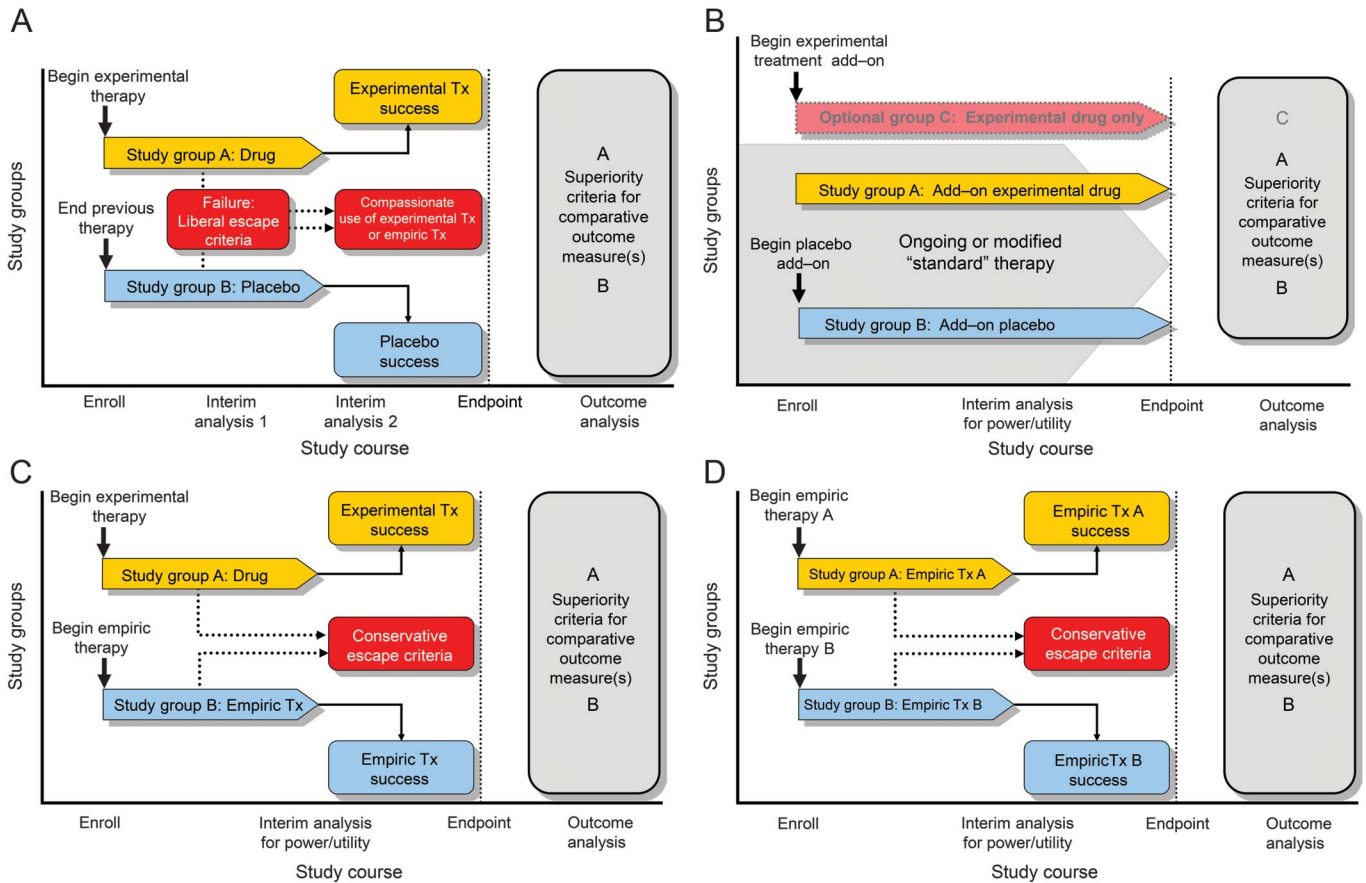 A
Begin experimental
therapy
Experimental Tx
success
Study group A: Drug
End previous
therapy
Failure:
Liberal escape
criteria
Compassionate
use of experimental Tx
or empiric Tx
Study group B: Placebo
Placebo
success
A
Superiority
criteria for
comparative
outcome
measure(s)
B
Study groups
Enroll
Interim
analysis 1
Interim
analysis 2
Endpoint
Outcome
analysis
Study course
B
Begin experimental
treatment add–on
Optional group C: Experimental drug only
Study group A: Add–on experimental drug
Begin placebo
add–on
Ongoing or modified
“standard” therapy
Study group B: Add–on placebo
C
A
Superiority
criteria for
comparative
outcome
measure(s)
B
Study groups
Enroll
Interim analysis
for power/utility
Endpoint
Outcome
analysis
Study course
C
Begin experimental
therapy
Experimental Tx
success
Study group A: Drug
Begin empiric
therapy
Conservative
escape criteria
Study group B: Empiric Tx
Empiric Tx
success
A
Superiority
criteria for
comparative
outcome
measure(s)
B
Study groups
Enroll
Interim analysis
for power/utility
Endpoint
Outcome
analysis
Study course
D
Begin empiric
therapy A
Empiric Tx A
success
Study group A: Empiric Tx A
Begin empiric
therapy B
Conservative
escape criteria
Study group B: Empiric Tx B
EmpiricTx B
success
A
Superiority
criteria for
comparative
outcome
measure(s)
B
Study groups
Enroll
Interim analysis
for power/utility
Endpoint
Outcome
analysis
Study course